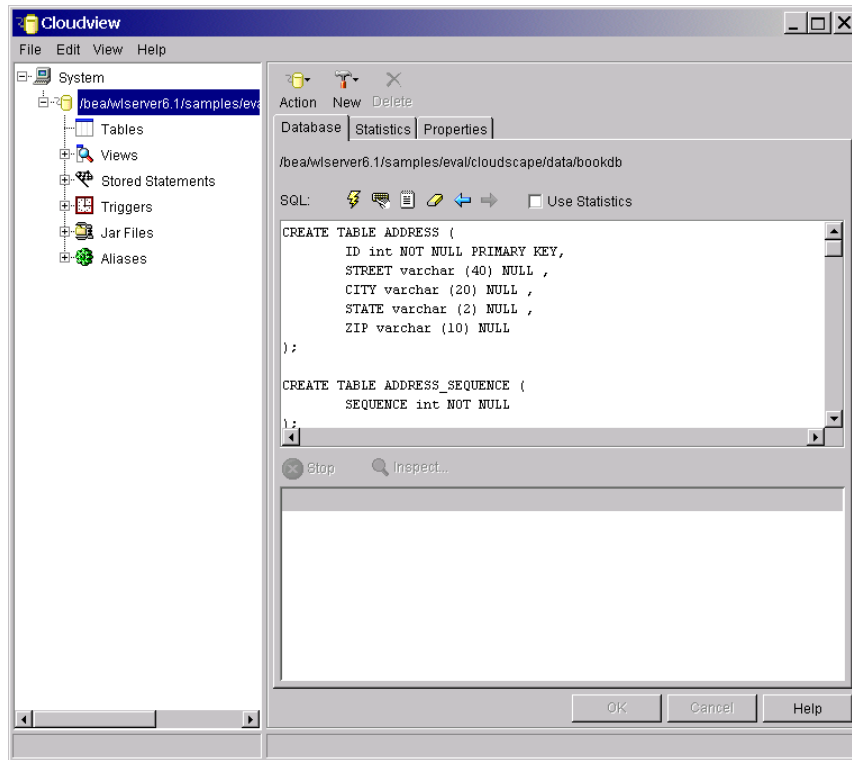 Cloudview
File Edit View Help
System
/bea/wlserver6.1/samples/eva
Tables
Views
Stored Statements
Triggers
Jar Files
Aliases
Action New Delete
Database Statistics Properties
/bea/wlserver6.1/samples/eval/cloudscape/data/bookdb
SQL: Use Statistics
CREATE TABLE ADDRESS (
ID int NOT NULL PRIMARY KEY,
STREET varchar (40) NULL ,
CITY varchar (20) NULL ,
STATE varchar (2) NULL ,
ZIP varchar (10) NULL
);
CREATE TABLE ADDRESS_SEQUENCE (
SEQUENCE int NOT NULL
);
Stop Inspect...
OK Cancel Help